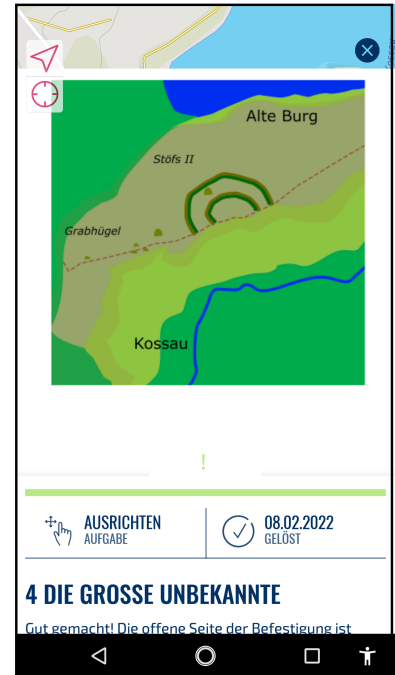 Kossau
Alte Burg
Stöfs II
Grabhügel
Kossau
!
AUSRICHTEN
AUFGABE
08.02.2022
GELÖST
4 DIE GROSSE UNBEKANNTE
Gut gemacht! Die offene Seite der Befestigung ist